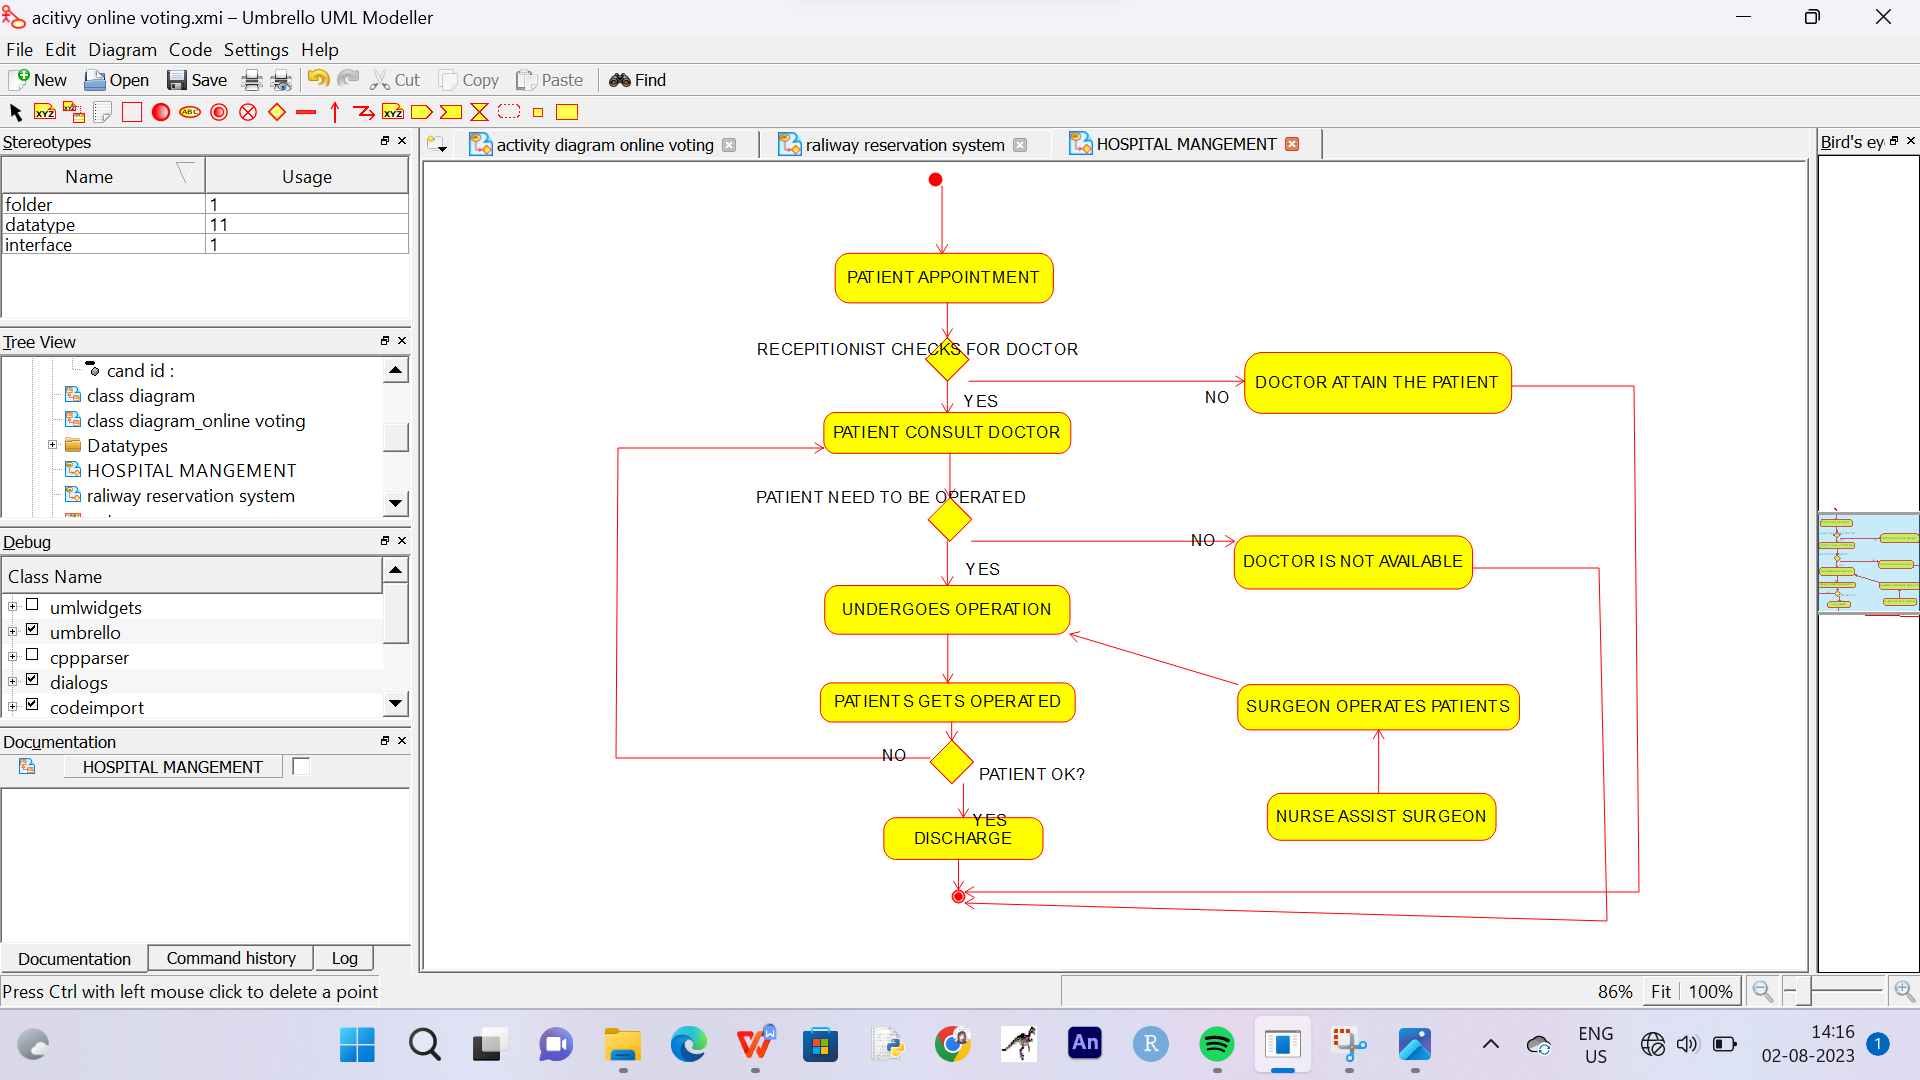 acitivy online voting.xmi – Umbrello UML Modeller
File Edit Diagram Code Settings Help
New Open Save Cut Copy Paste Find
XYZ XYZ ABC XYZ
Stereotypes
Name Usage
folder 1
datatype 11
interface 1
Tree View
cand id :
class diagram
class diagram_online voting
Datatypes
HOSPITAL MANGEMENT
raliway reservation system
Debug
Class Name
umlwidgets
umbrello
cppparser
dialogs
codeimport
Documentation
HOSPITAL MANGEMENT
Documentation Command history Log
Press Ctrl with left mouse click to delete a point
activity diagram online voting raliway reservation system HOSPITAL MANGEMENT
Bird's ey
PATIENT APPOINTMENT
RECEPITIONIST CHECKS FOR DOCTOR
DOCTOR ATTAIN THE PATIENT
NO
YES
PATIENT CONSULT DOCTOR
PATIENT NEED TO BE OPERATED
NO
DOCTOR IS NOT AVAILABLE
YES
UNDERGOES OPERATION
PATIENTS GETS OPERATED
SURGEON OPERATES PATIENTS
NO
PATIENT OK?
YES
NURSE ASSIST SURGEON
DISCHARGE
86% Fit 100%
An R
ENG
US
14:16
02-08-2023
1